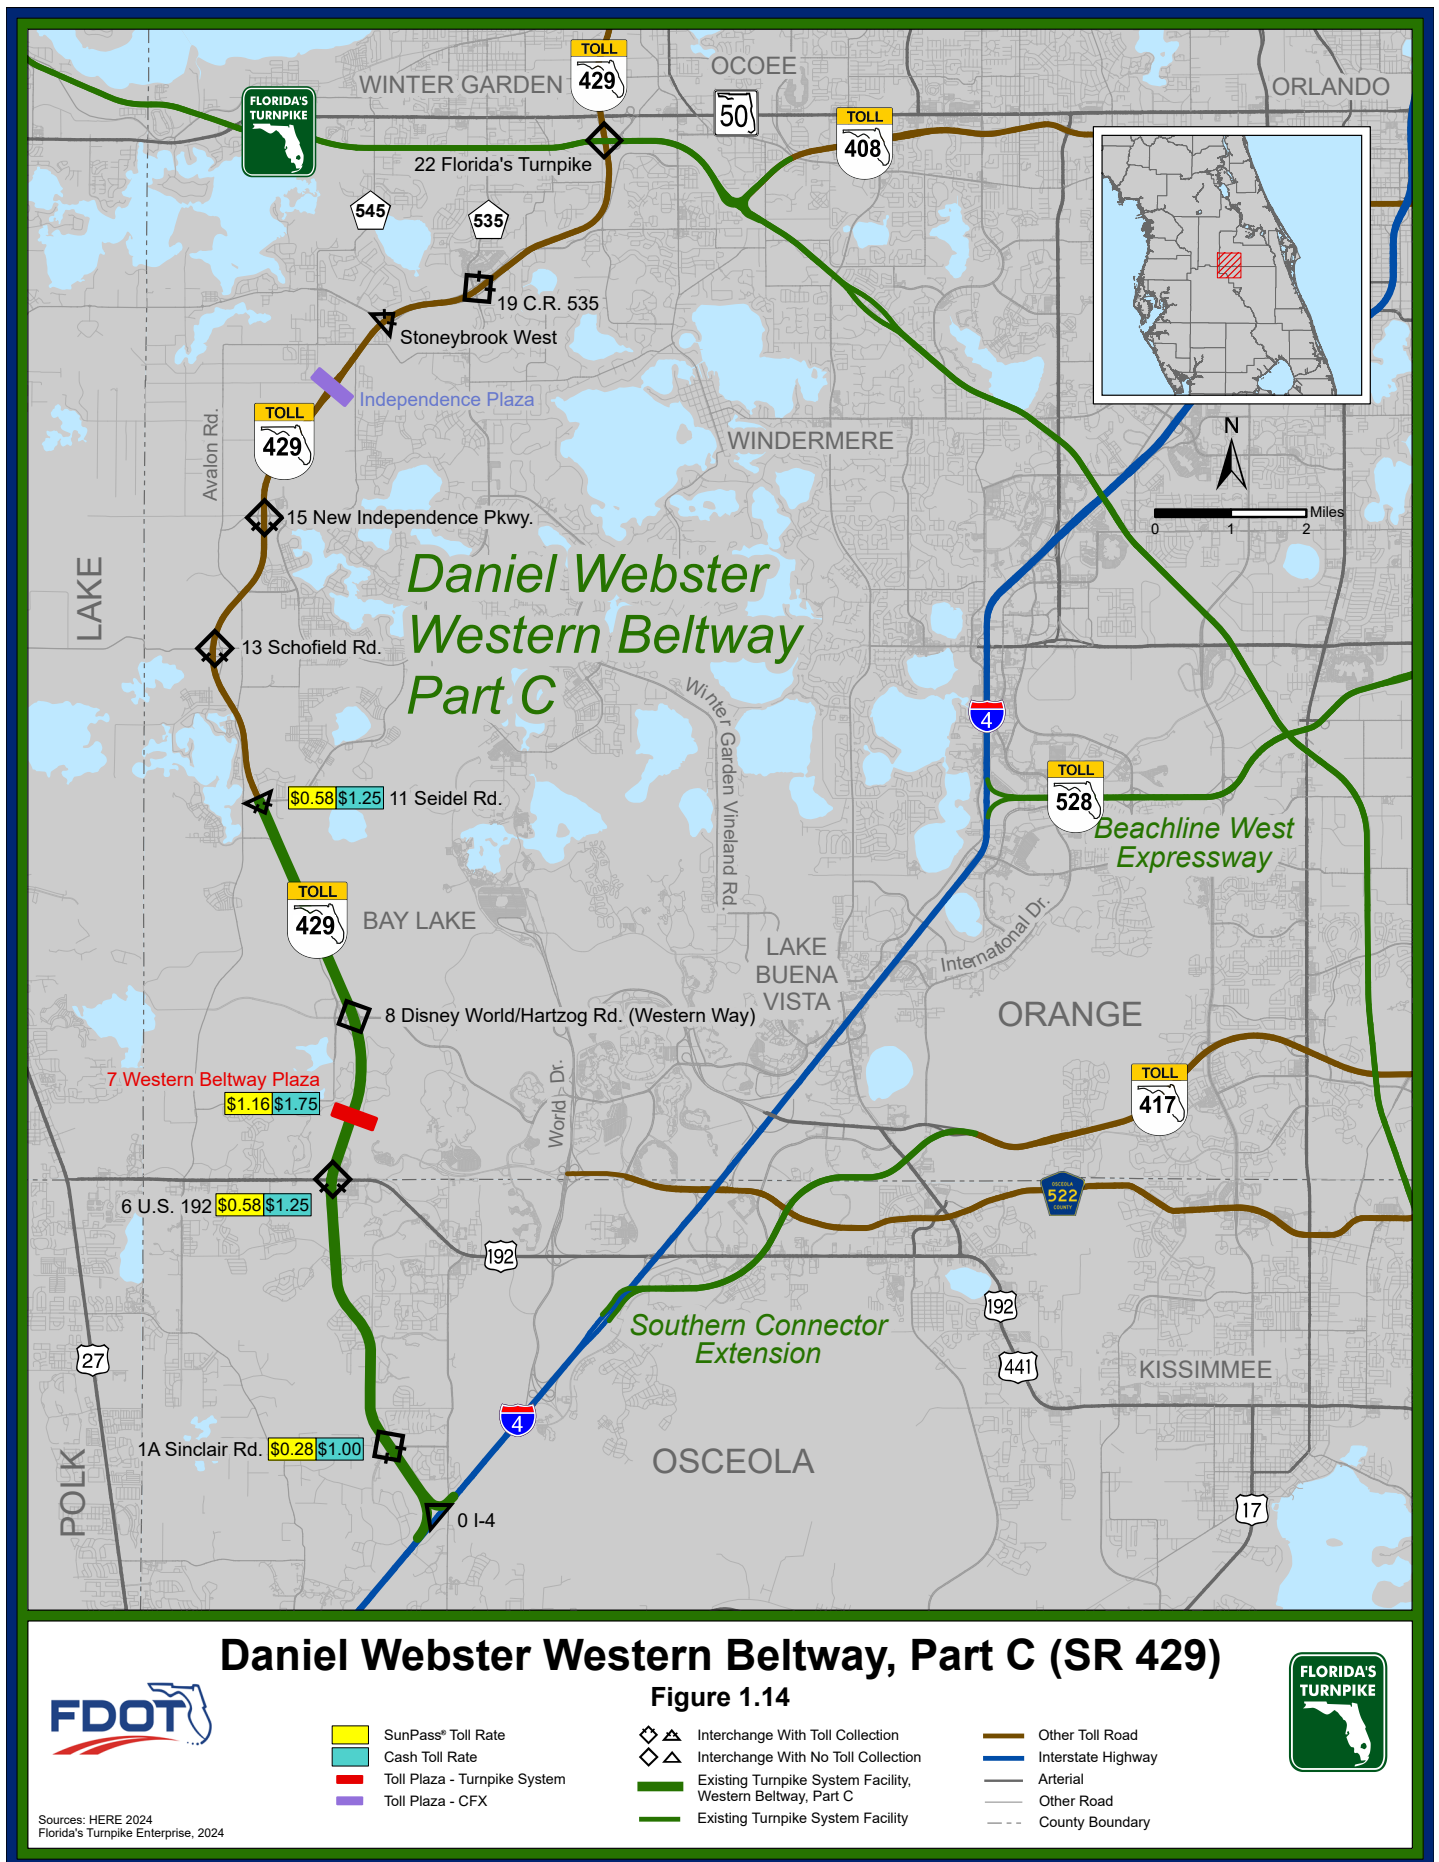 TOLL
429
WINTER GARDEN
OCOEE
ORLANDO
FLORIDA'S
TURNPIKE
50
TOLL
408
22 Florida's Turnpike
545
535
19 C.R. 535
Stoneybrook West
Independence Plaza
TOLL
429
Avalon Rd.
WINDERMERE
N
Miles
0 1 2
15 New Independence Pkwy.
LAKE
Daniel Webster
Western Beltway
Part C
13 Schofield Rd.
Winter Garden Vineland Rd.
4
$0.58 $1.25 11 Seidel Rd.
TOLL
528
Beachline West
Expressway
TOLL
429
BAY LAKE
LAKE
BUENA
VISTA
International Dr.
8 Disney World/Hartzog Rd. (Western Way)
ORANGE
7 Western Beltway Plaza
$1.16 $1.75
World Dr.
TOLL
417
6 U.S. 192 $0.58 $1.25
OSCEOLA
522
COUNTY
192
192
Southern Connector
Extension
27
441
KISSIMMEE
4
1A Sinclair Rd. $0.28 $1.00
OSCEOLA
POLK
0 I-4
17
Daniel Webster Western Beltway, Part C (SR 429)
Figure 1.14
FDOT
FLORIDA'S
TURNPIKE
SunPass® Toll Rate
Cash Toll Rate
Toll Plaza - Turnpike System
Toll Plaza - CFX
Interchange With Toll Collection
Interchange With No Toll Collection
Existing Turnpike System Facility,
Western Beltway, Part C
Existing Turnpike System Facility
Other Toll Road
Interstate Highway
Arterial
Other Road
County Boundary
Sources: HERE 2024
Florida's Turnpike Enterprise, 2024